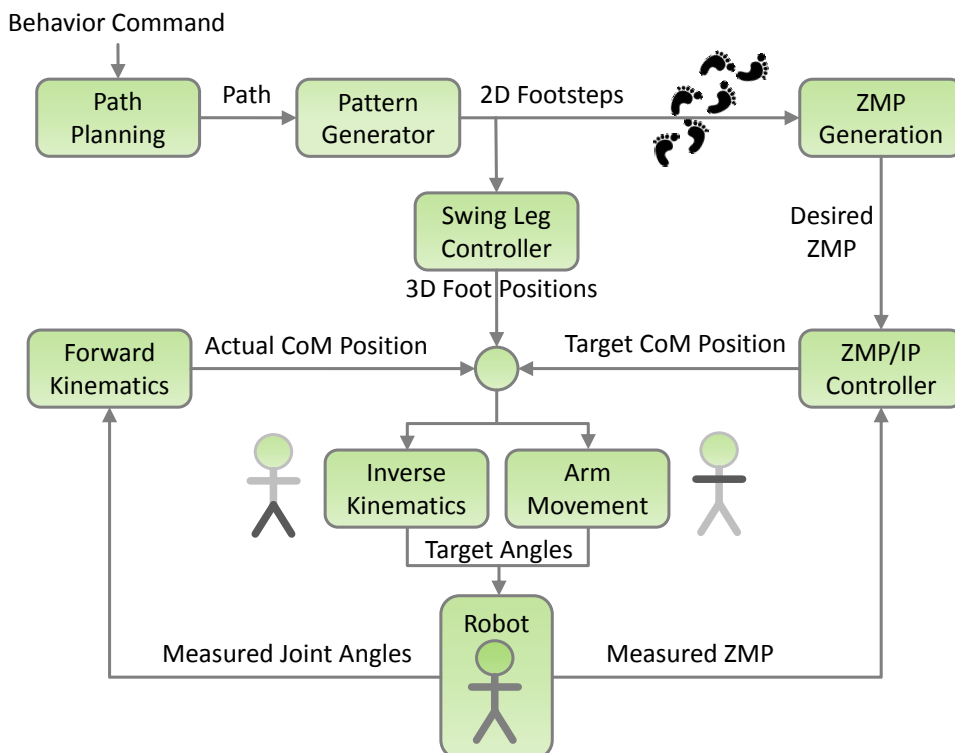 Behavior Command
Path
Planning
Path
Pattern
Generator
2D Footsteps
ZMP
Generation
Swing Leg
Controller
Desired
ZMP
3D Foot Positions
Forward
Kinematics
Actual CoM Position
Target CoM Position
ZMP/IP
Controller
Inverse
Kinematics
Arm
Movement
Target Angles
Robot
Measured Joint Angles
Measured ZMP